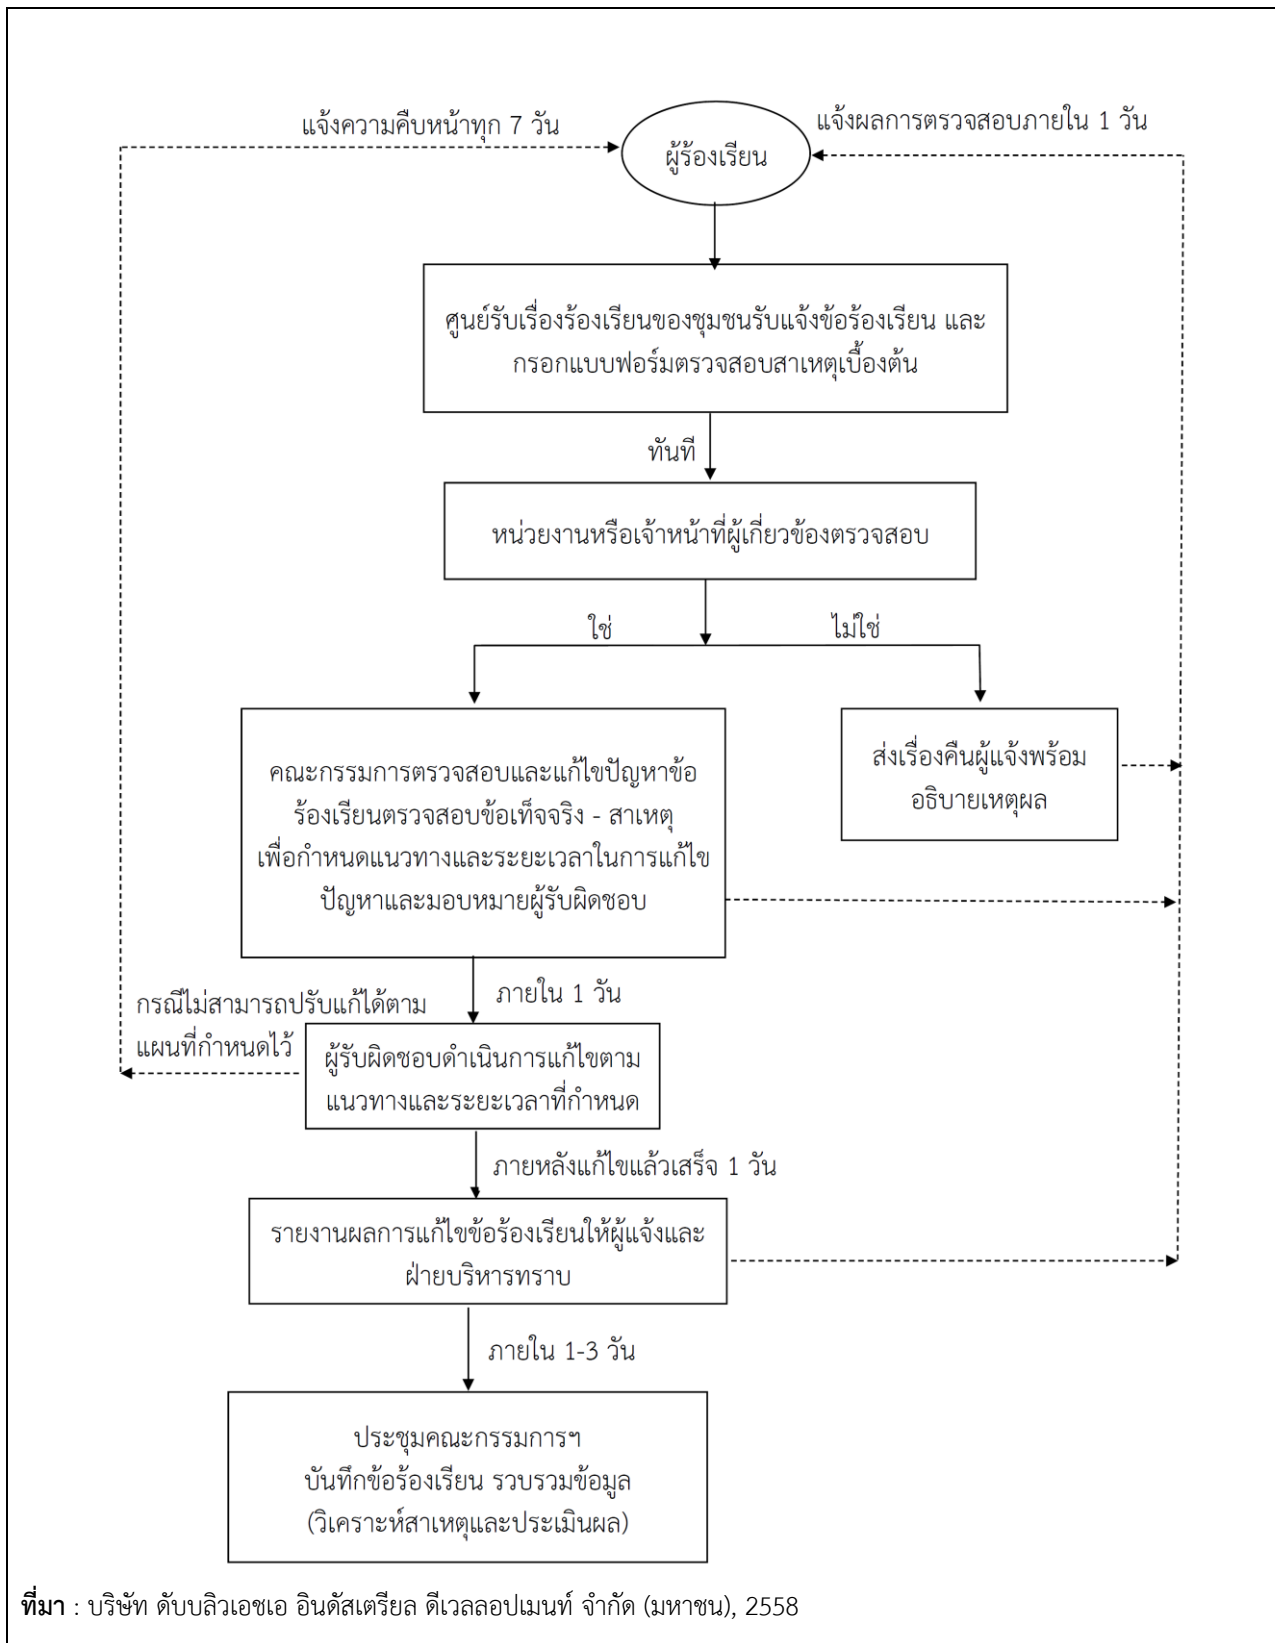 แจ้งความคืบหน้าทุก 7 วัน
แจ้งผลการตรวจสอบภายใน 1 วัน
ผู้ร้องเรียน
ศูนย์รับเรื่องร้องเรียนของชุมชนรับแจ้งข้อร้องเรียน และ
กรอกแบบฟอร์มตรวจสอบสาเหตุเบื้องต้น
ทันที
หน่วยงานหรือเจ้าหน้าที่ผู้เกี่ยวข้องตรวจสอบ
ใช่
ไม่ใช่
คณะกรรมการตรวจสอบและแก้ไขปัญหาข้อ
ร้องเรียนตรวจสอบข้อเท็จจริง - สาเหตุ
เพื่อกำหนดแนวทางและระยะเวลาในการแก้ไข
ปัญหาและมอบหมายผู้รับผิดชอบ
ส่งเรื่องคืนผู้แจ้งพร้อม
อธิบายเหตุผล
ภายใน 1 วัน
กรณีไม่สามารถปรับแก้ได้ตาม
แผนที่กำหนดไว้
ผู้รับผิดชอบดำเนินการแก้ไขตาม
แนวทางและระยะเวลาที่กำหนด
ภายหลังแก้ไขแล้วเสร็จ 1 วัน
รายงานผลการแก้ไขข้อร้องเรียนให้ผู้แจ้งและ
ฝ่ายบริหารทราบ
ภายใน 1-3 วัน
ประชุมคณะกรรมการฯ
บันทึกข้อร้องเรียน รวบรวมข้อมูล
(วิเคราะห์สาเหตุและประเมินผล)
ที่มา : บริษัท ดับบลิวเอชเอ อินดัสเตรียล ดีเวลลอปเมนท์ จำกัด (มหาชน), 2558